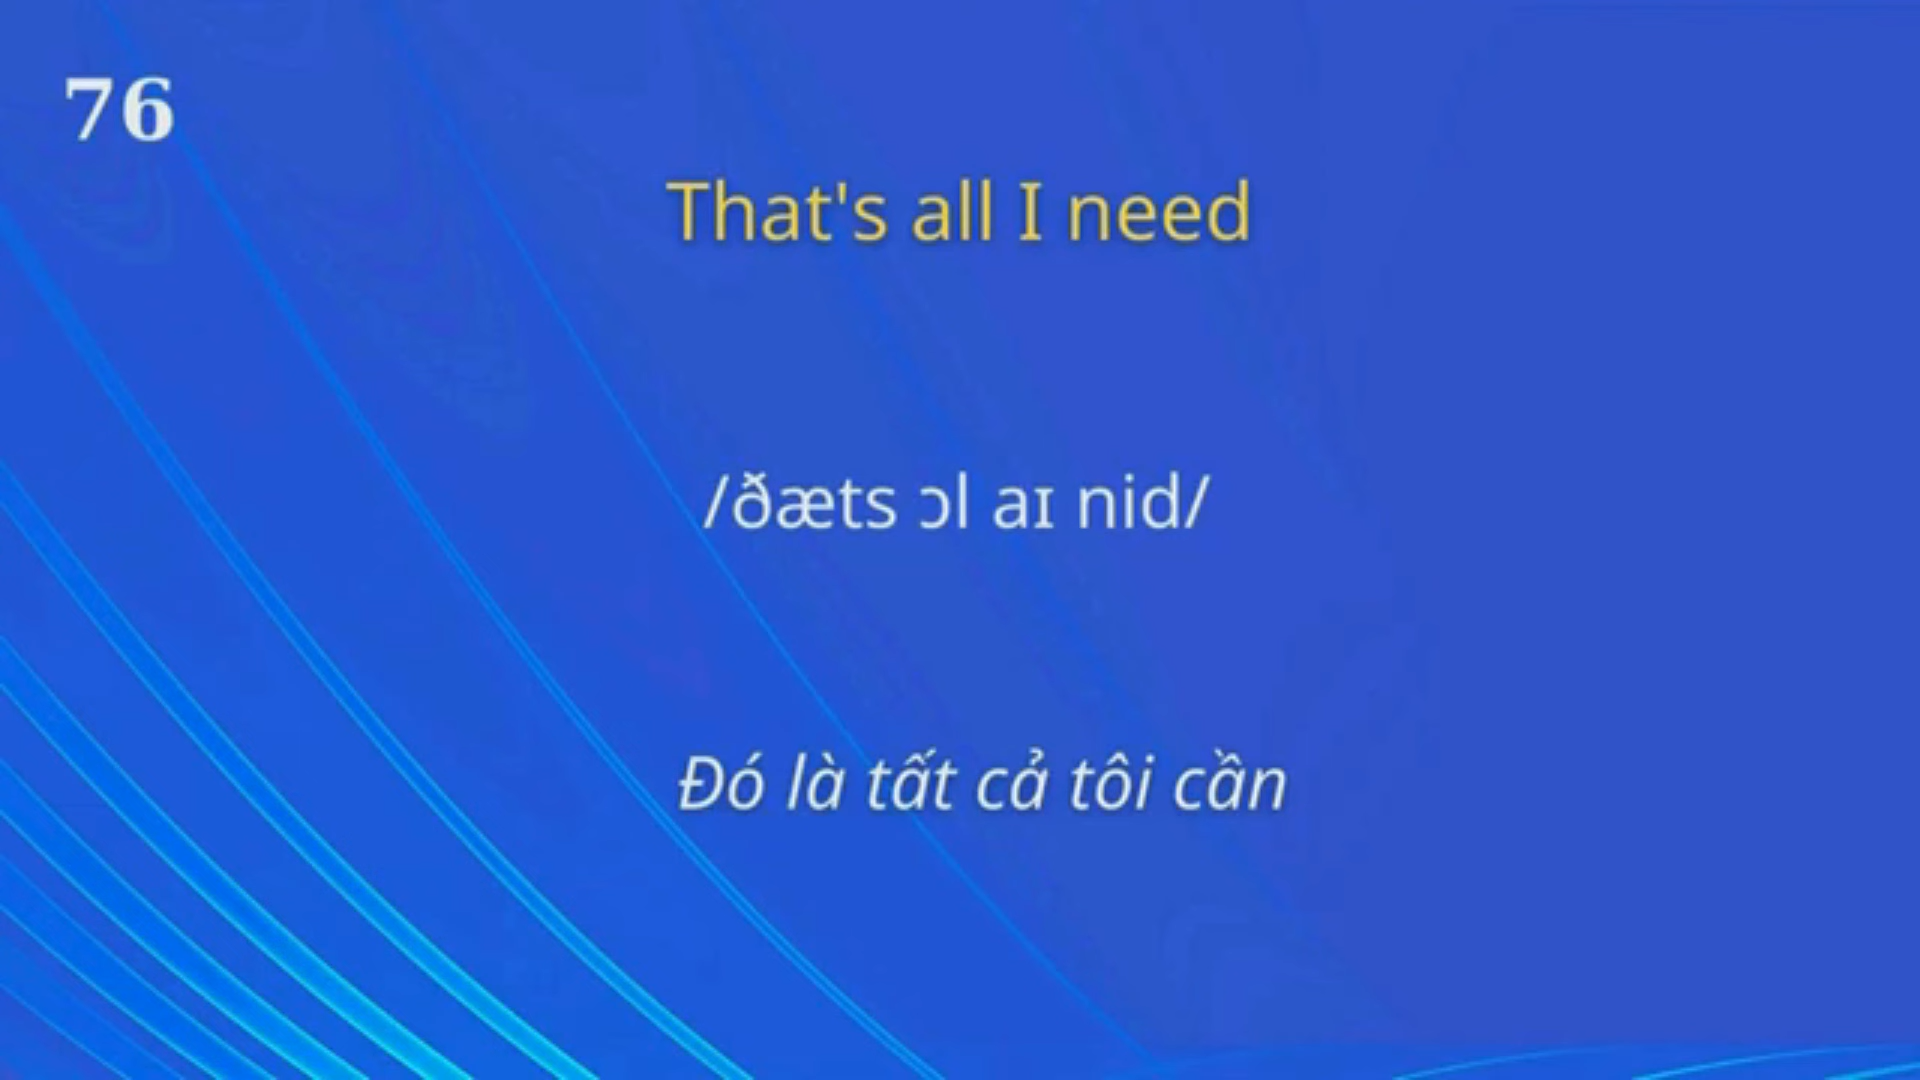 76
That's all I need
/ðæts ɔl aɪ nid/
Đó là tất cả tôi cần